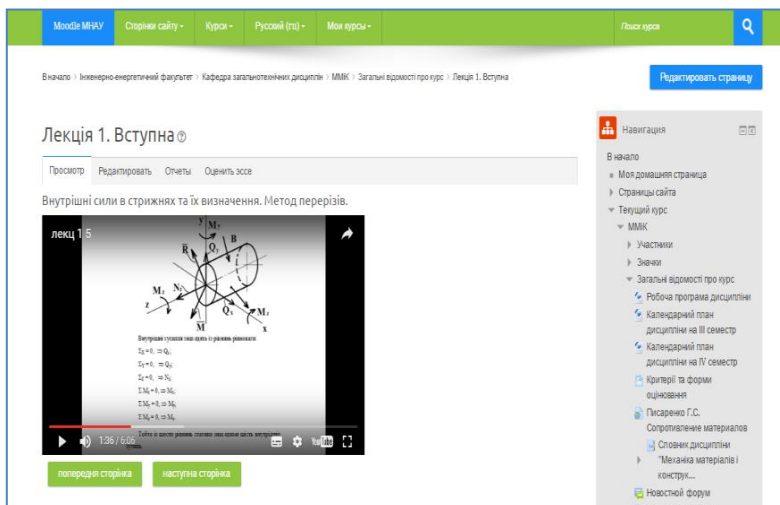 Moodle МНАУ Сторінки сайту Курси Русский (ru) Мои курсы Поиск курса
В начало Інженерно-енергетичний факультет Кафедра загальнотехнічних дисциплін ММіК Загальні відомості про курс Лекція 1. Вступна
Редактировать страницу
Лекція 1. Вступна
Просмотр Редактировать Отчеты Оценить эссе
Внутрішні сили в стрижнях та їх визначення. Метод перерізів.
лекц 1 5
y
B
z
x
1:36 / 6:06
YouTube
попередня сторінка наступна сторінка
Навигация
В начало
Моя домашняя страница
Страницы сайта
Текущий курс
ММіК
Участники
Значки
Загальні відомості про курс
Робоча програма дисципліни
Календарний план
дисципліни на III семестр
Календарний план
дисципліни на IV семестр
Критерії та форми
оцінювання
Писаренко Г.С.
Сопротивление материалов
Словник дисципліни
"Механіка матеріалів і
конструк...
Новостной форум